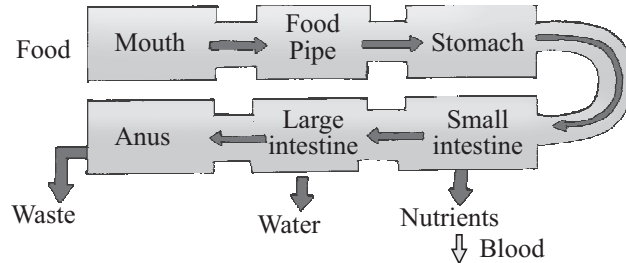 Food
Mouth
Food
Pipe
Stomach
Anus
Large
intestine
Small
intestine
Waste
Water
Nutrients
Blood